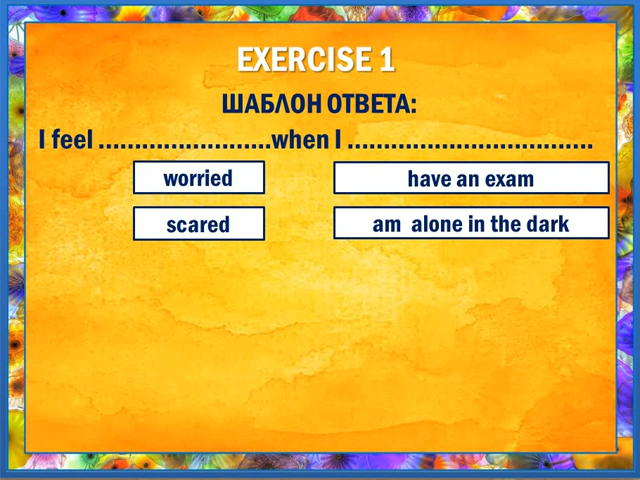 EXERCISE 1
ШАБЛОН ОТВЕТА:
I feel ........................when I ..................................
worried have an exam
scared am alone in the dark